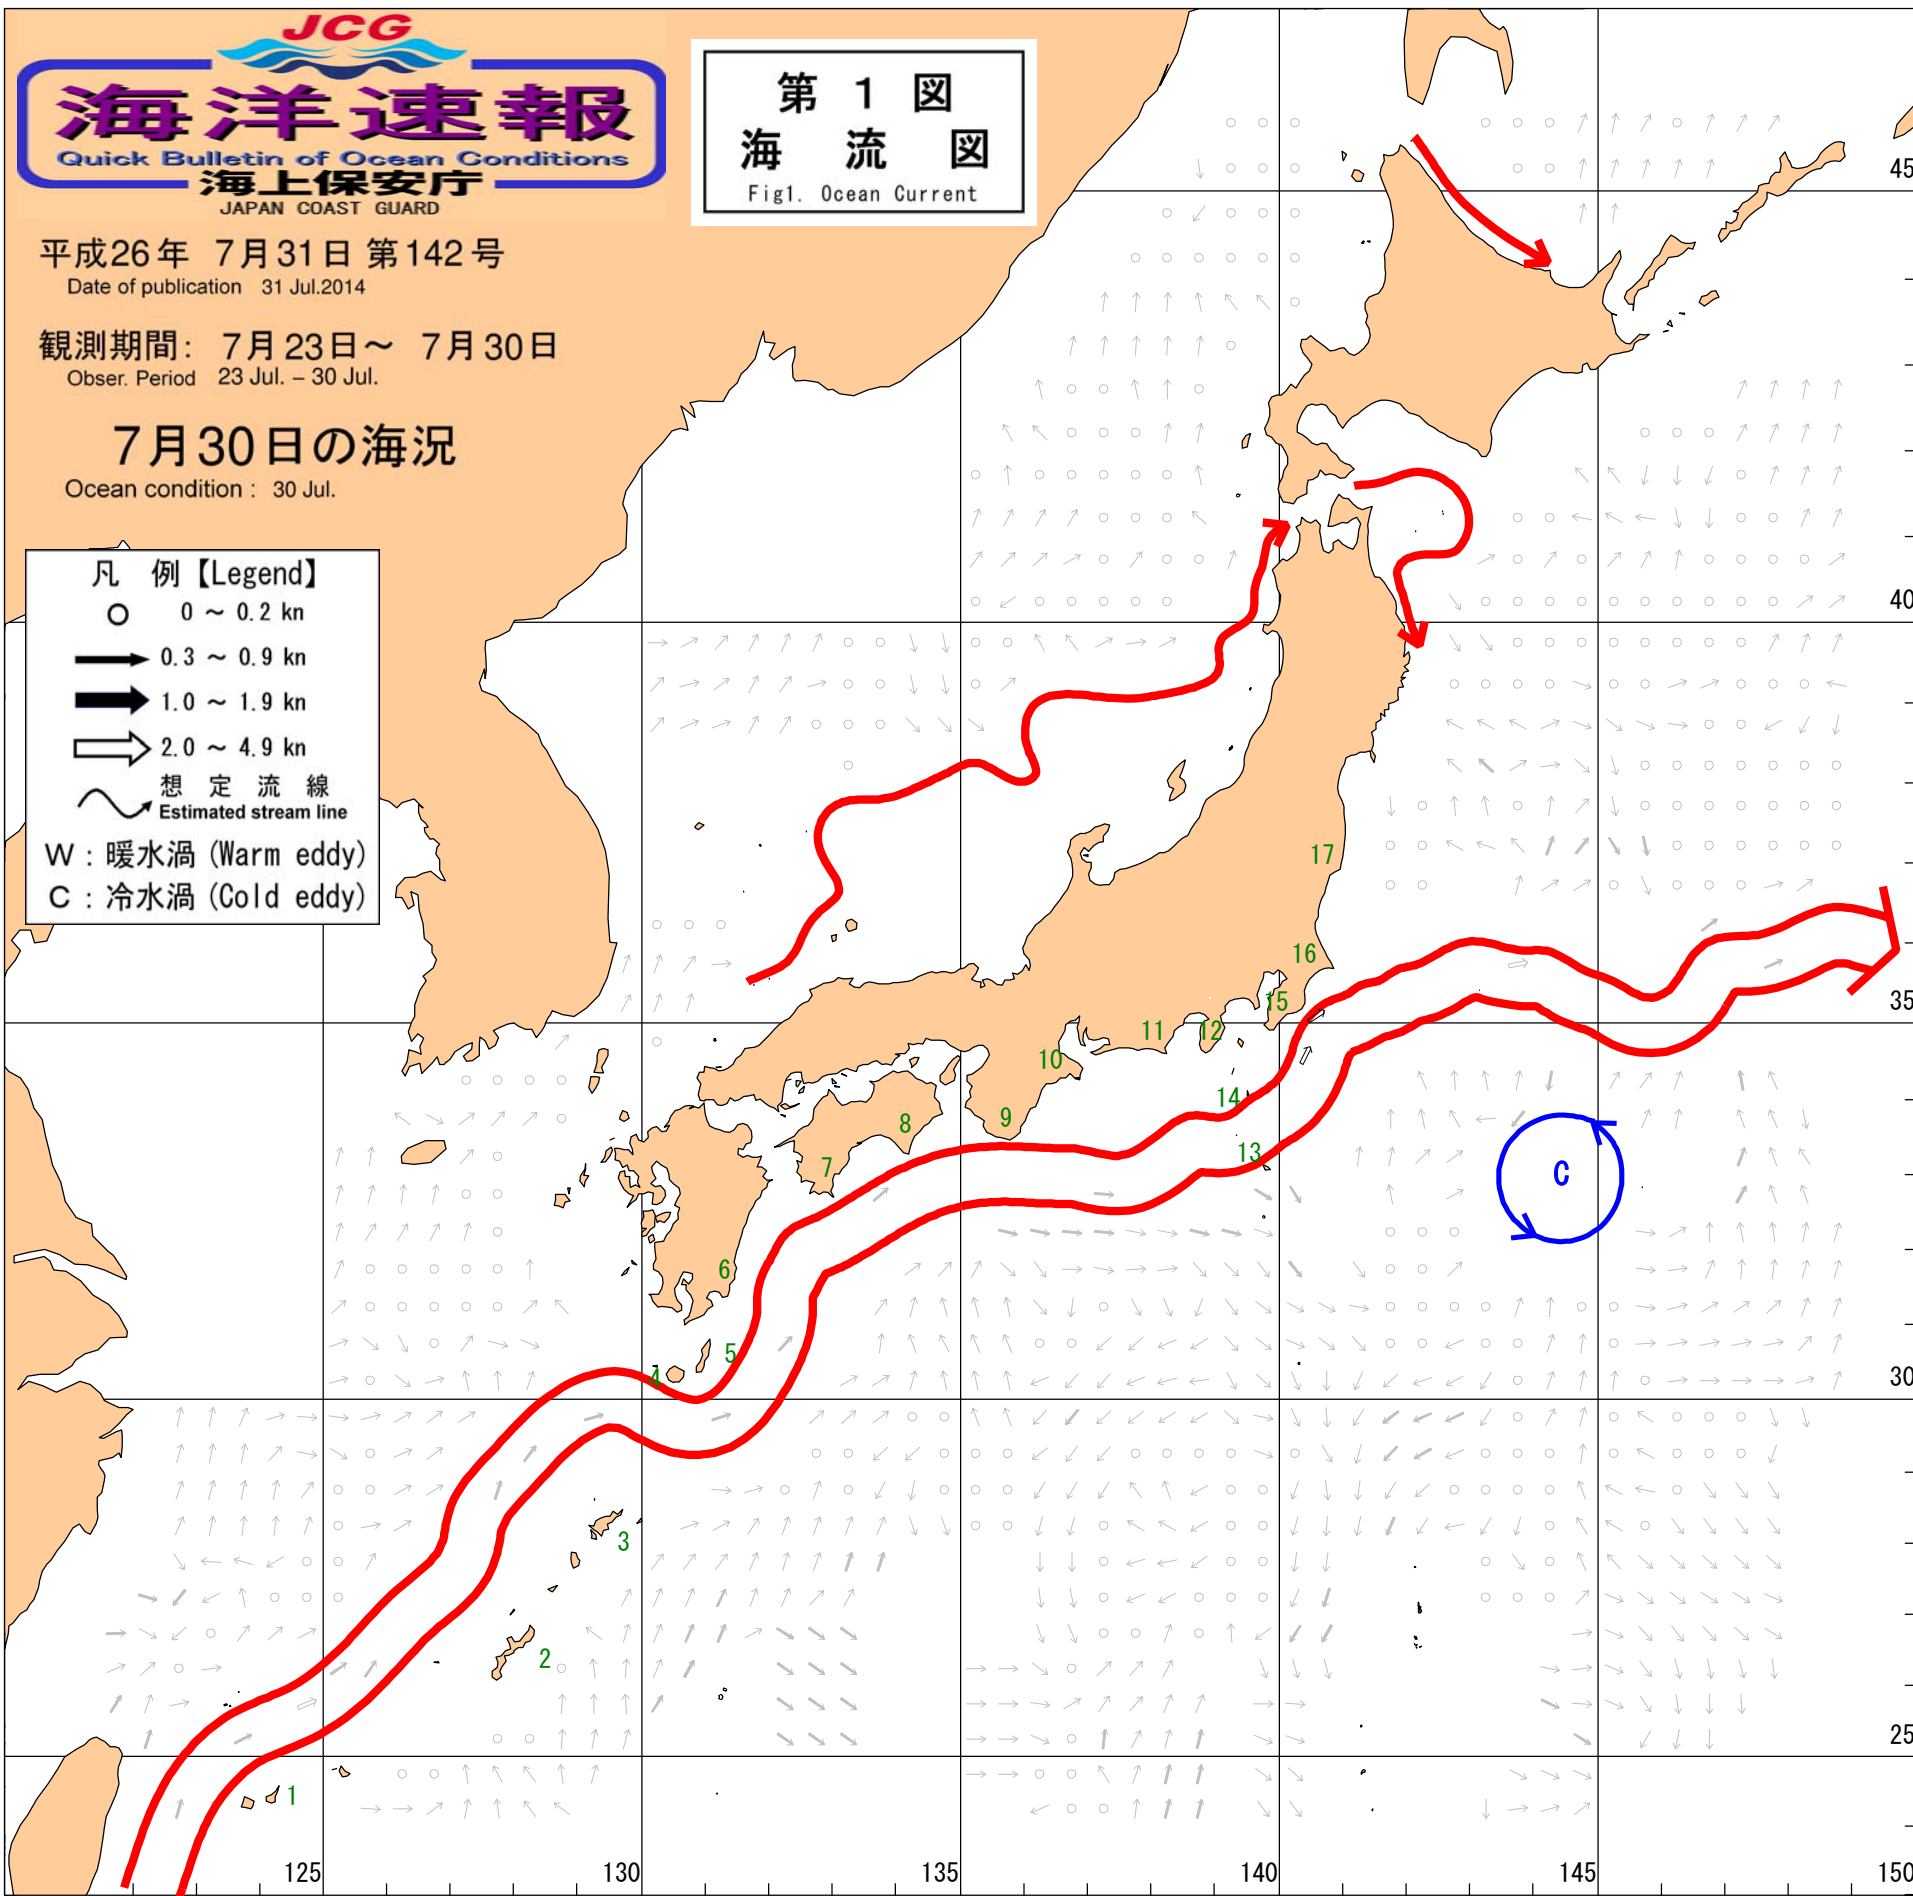 JCG
海洋速報
Quick Bulletin of Ocean Conditions
海上保安庁
JAPAN COAST GUARD
第 1 図
海 流 図
Fig1. Ocean Current
平成26年 7月31日 第142号
Date of publication 31 Jul.2014
観測期間: 7月23日～ 7月30日
Obser. Period 23 Jul. – 30 Jul.
7月30日の海況
Ocean condition : 30 Jul.
凡 例【Legend】
0 ～ 0.2 kn
0.3 ～ 0.9 kn
1.0 ～ 1.9 kn
2.0 ～ 4.9 kn
想 定 流 線
Estimated stream line
W : 暖水渦 (Warm eddy)
C : 冷水渦 (Cold eddy)
45
40
17
16
35
15
11
12
10
14
9
8
13
7
C
6
5
4
30
3
2
25
1
125
130
135
140
145
150